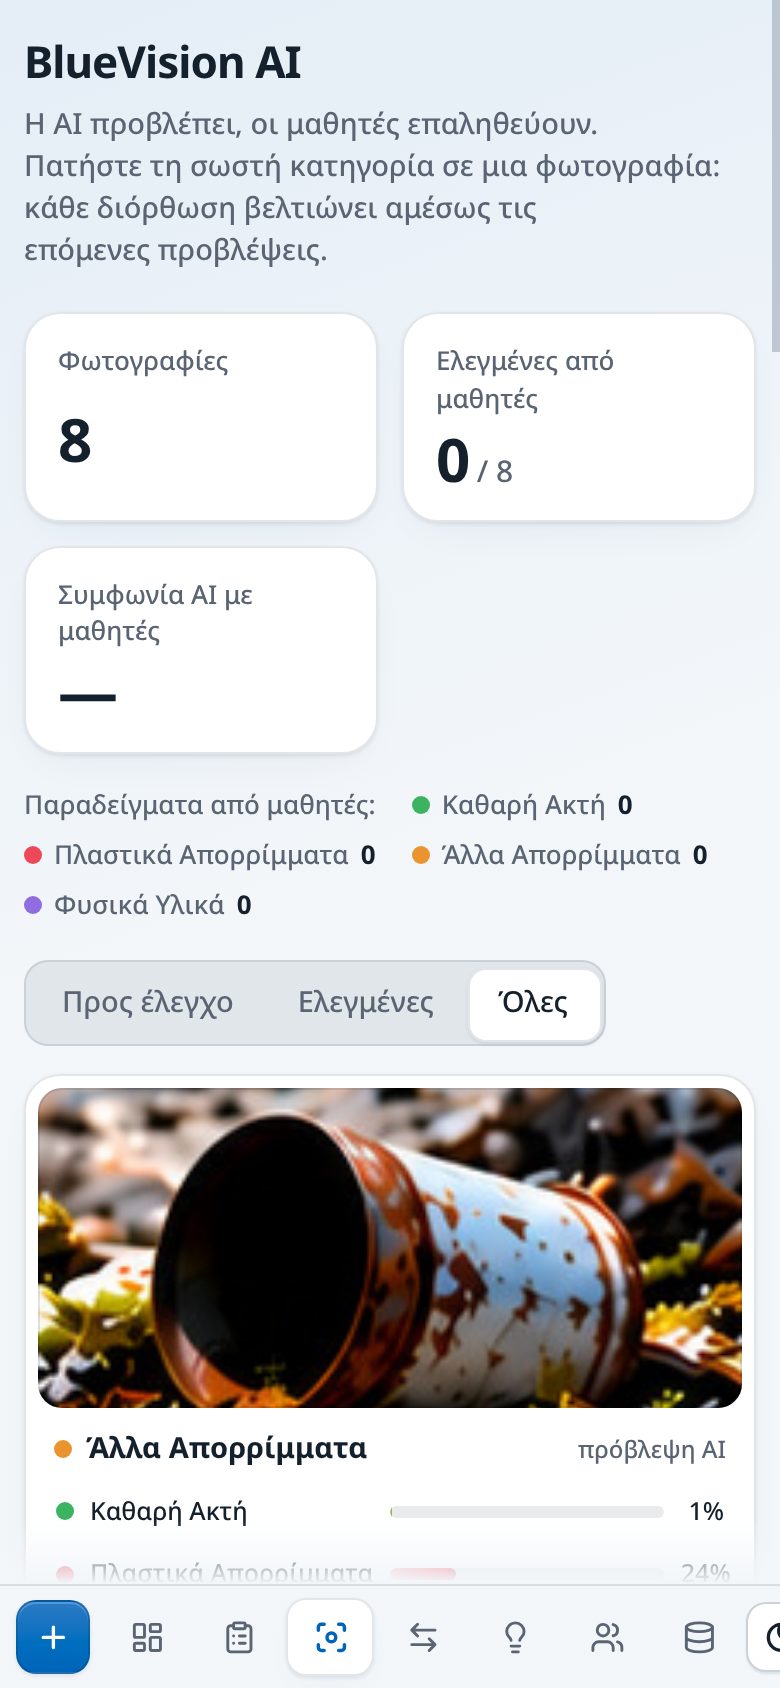 BlueVision AI
Η AI προβλέπει, οι μαθητές επαληθεύουν.
Πατήστε τη σωστή κατηγορία σε μια φωτογραφία:
κάθε διόρθωση βελτιώνει αμέσως τις
επόμενες προβλέψεις.
Φωτογραφίες
8
Ελεγμένες από
μαθητές
0 / 8
Συμφωνία AI με
μαθητές
—
Παραδείγματα από μαθητές:
Καθαρή Ακτή 0
Πλαστικά Απορρίμματα 0
Άλλα Απορρίμματα 0
Φυσικά Υλικά 0
Προς έλεγχο
Ελεγμένες
Όλες
Άλλα Απορρίμματα
πρόβλεψη AI
Καθαρή Ακτή
1%
Πλαστικά Απορρίμματα
24%